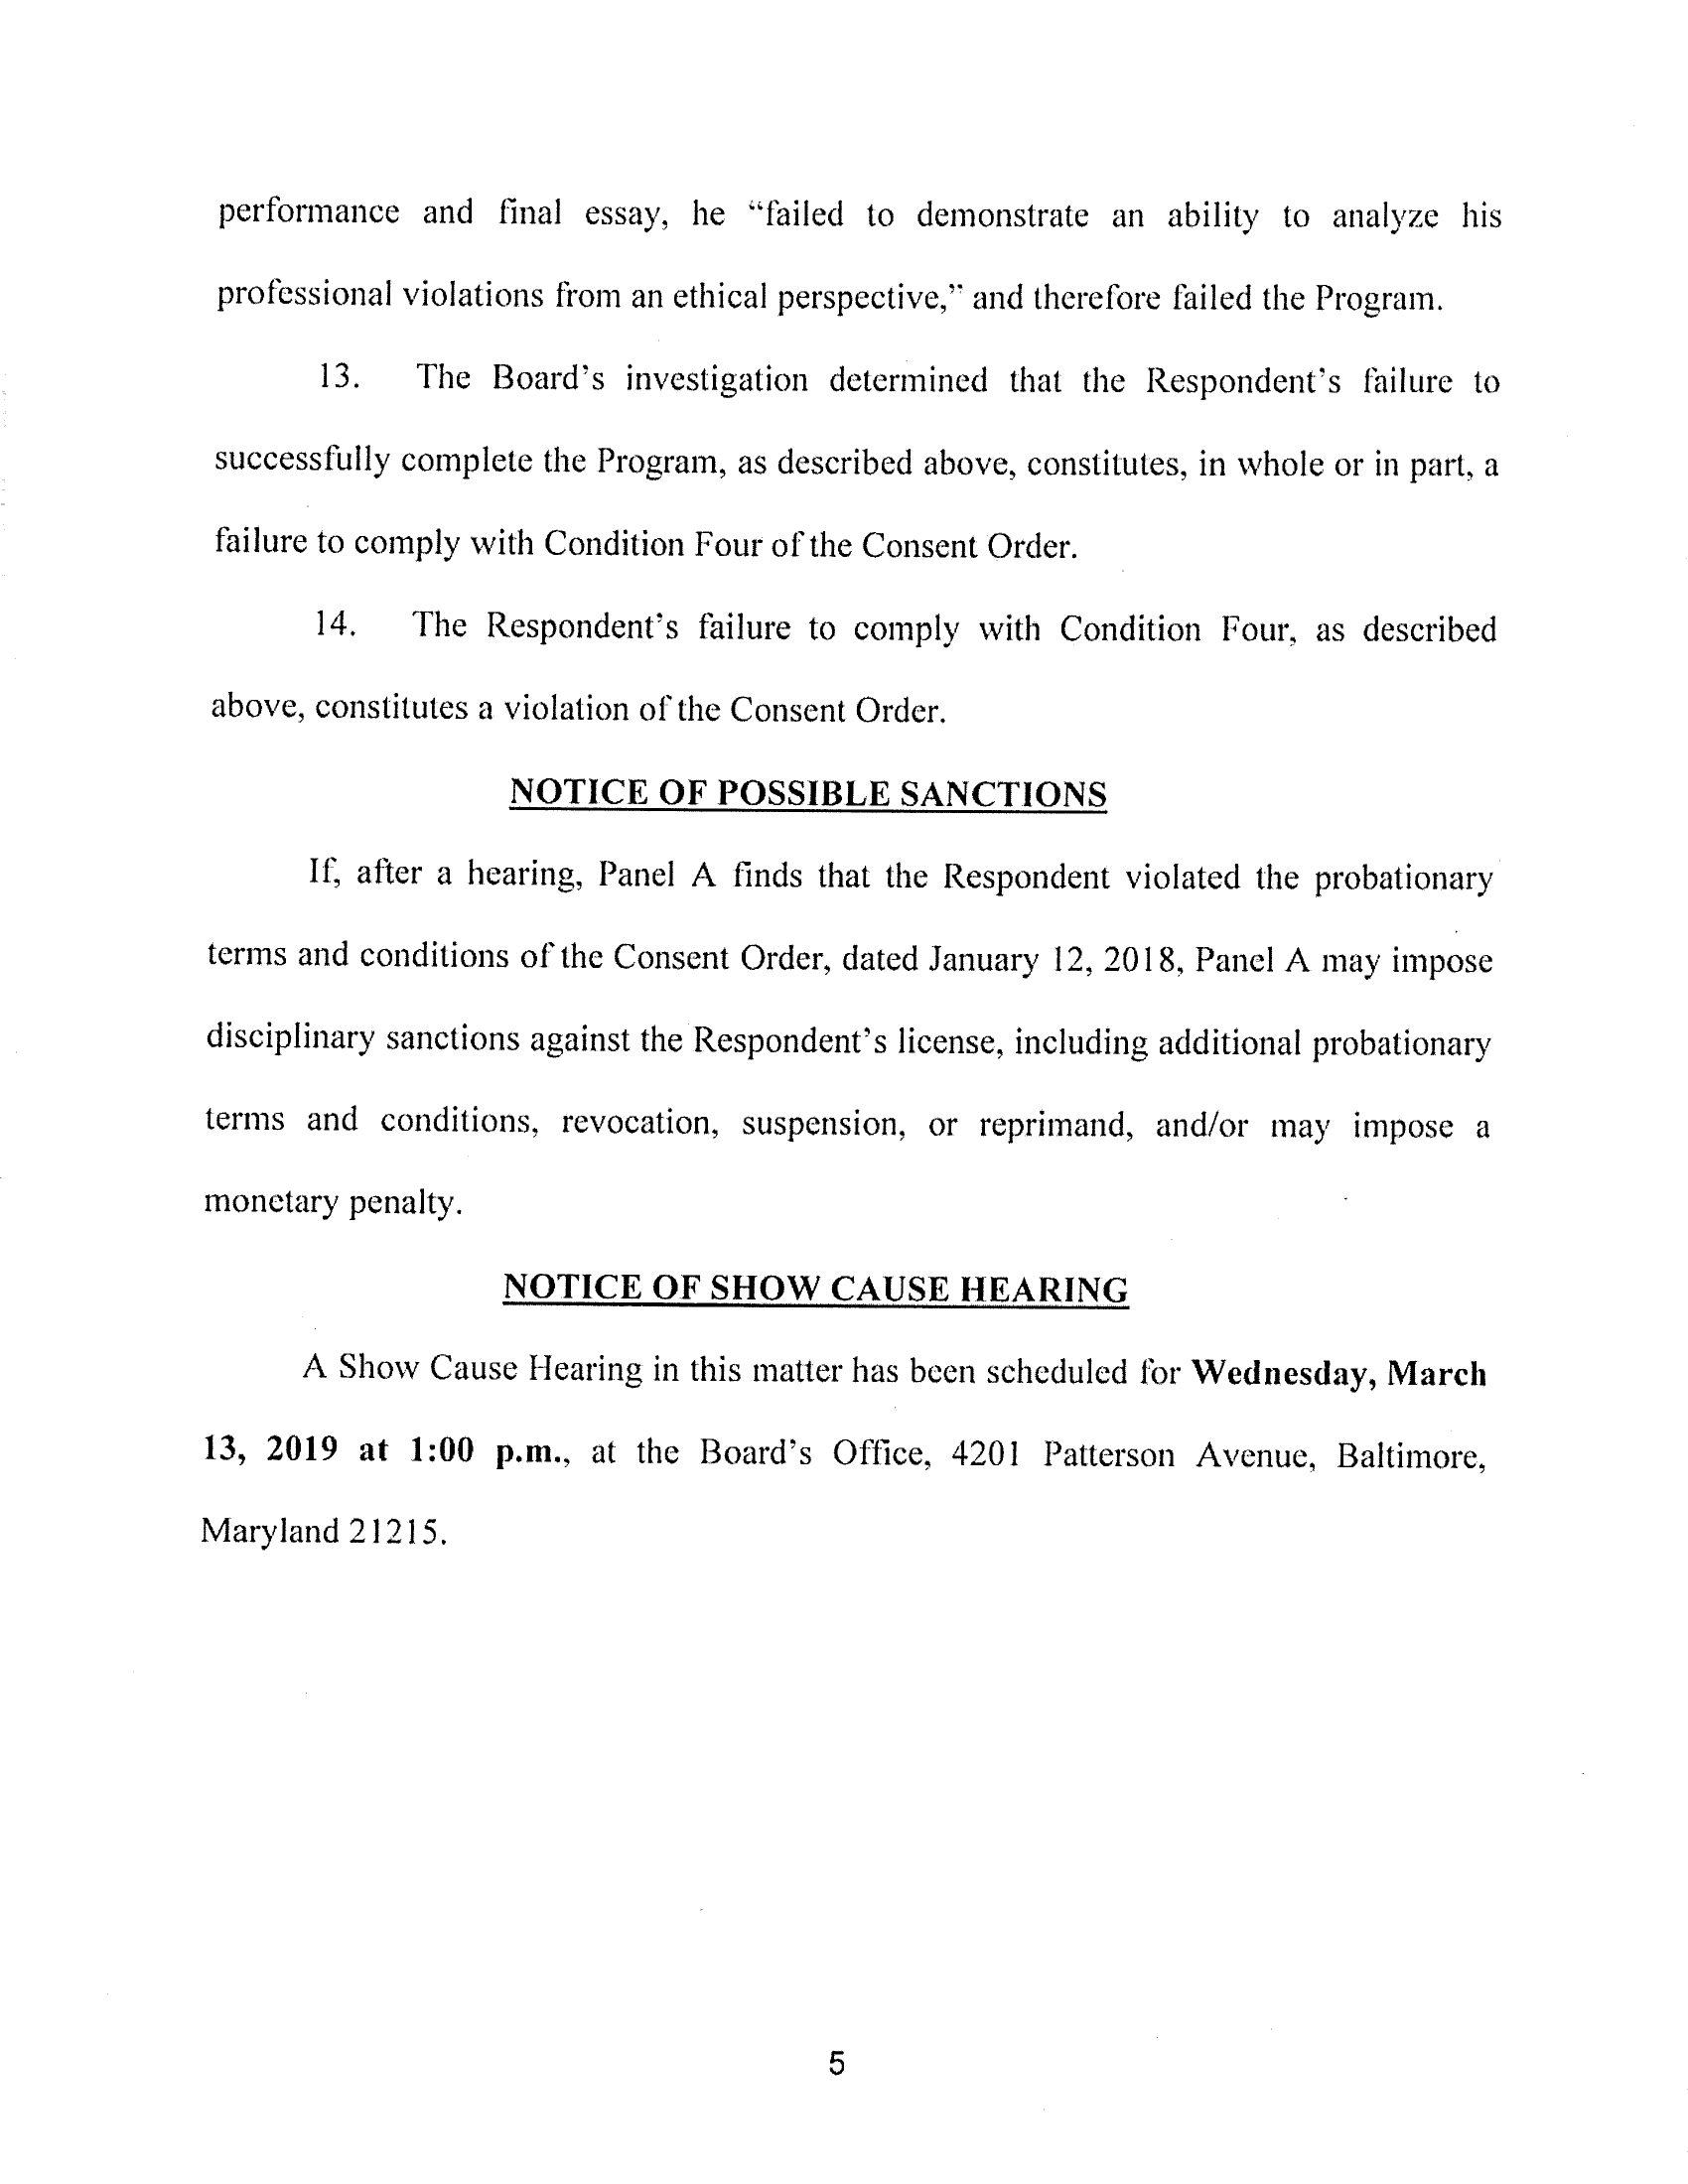 performance and final essay, he “failed to demonstrate an ability to analyze his
professional violations from an ethical perspective,” and therefore failed the Program.
13. The Board’s investigation determined that the Respondent’s failure to
successfully complete the Program, as described above, constitutes, in whole or in part, a
failure to comply with Condition Four of the Consent Order.
14. The Respondent’s failure to comply with Condition Four, as described
above, constitutes a violation of the Consent Order.
NOTICE OF POSSIBLE SANCTIONS
If, after a hearing, Panel A finds that the Respondent violated the probationary
terms and conditions of the Consent Order, dated January 12, 2018, Panel A may impose
disciplinary sanctions against the Respondent’s license, including additional probationary
terms and conditions, revocation, suspension, or reprimand, and/or may impose a
monetary penalty.
NOTICE OF SHOW CAUSE HEARING
A Show Cause Hearing in this matter has been scheduled for Wednesday, March
13, 2019 at 1:00 p.m., at the Board’s Office, 4201 Patterson Avenue, Baltimore,
Maryland 21215.
5